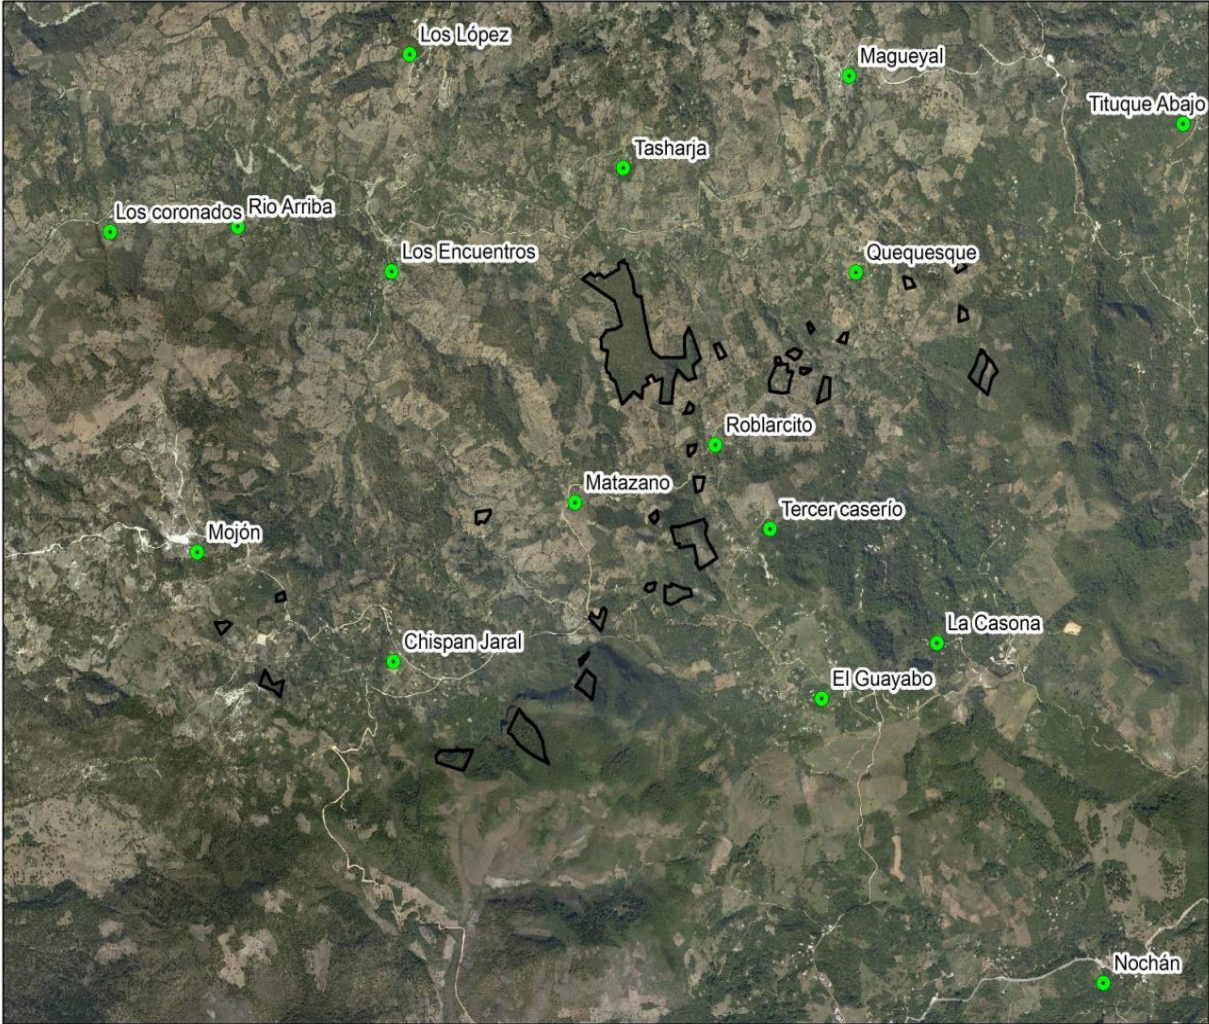 Los López
Magueyal
Tituque Abajo
Tasharja
Los coronados
Rio Arriba
Los Encuentros
Quequesque
Roblarcito
Matazano
Tercer caserío
Mojón
La Casona
Chispan Jaral
El Guayabo
Nochán